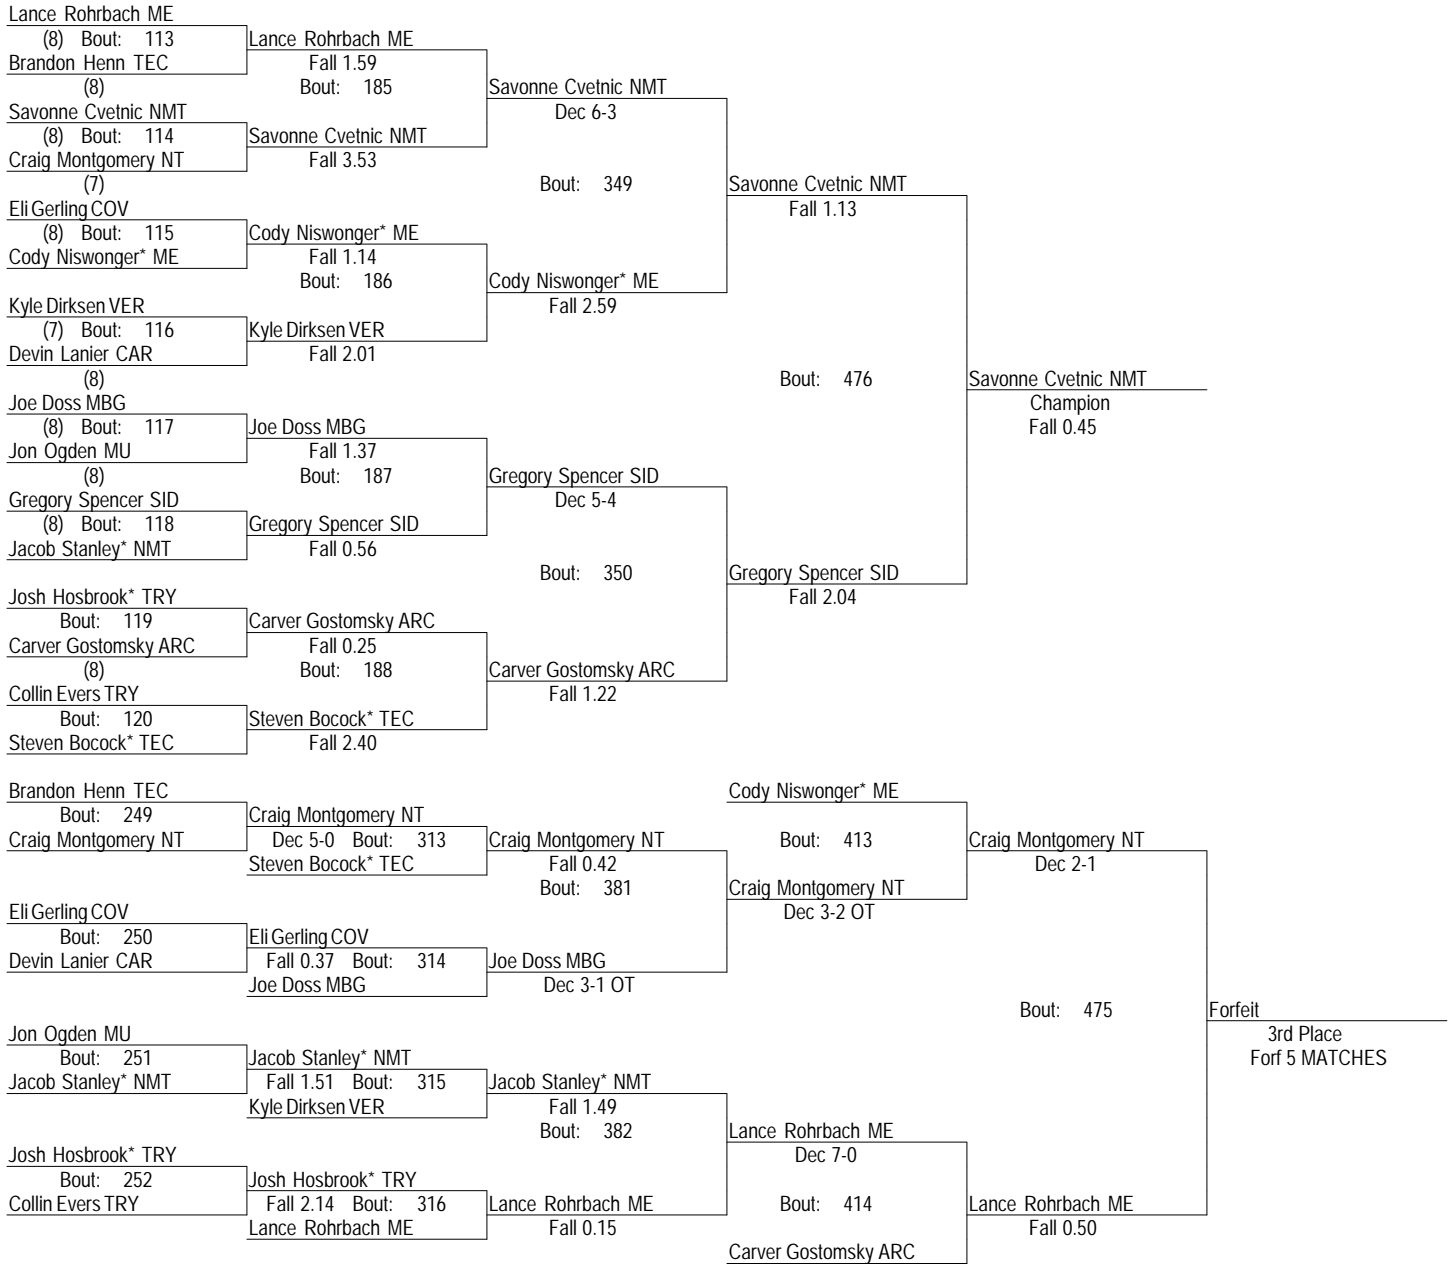 Lance Rohrbach ME
(8) Bout: 113 Lance Rohrbach ME
Brandon Henn TEC Fall 1.59
(8) Bout: 185 Savonne Cvetnic NMT
Savonne Cvetnic NMT Dec 6-3
(8) Bout: 114 Savonne Cvetnic NMT
Craig Montgomery NT Fall 3.53
(7) Bout: 349 Savonne Cvetnic NMT
Eli Gerling COV Fall 1.13
(8) Bout: 115 Cody Niswonger* ME
Cody Niswonger* ME Fall 1.14
Bout: 186 Cody Niswonger* ME
Kyle Dirksen VER Fall 2.59
(7) Bout: 116 Kyle Dirksen VER
Devin Lanier CAR Fall 2.01
(8) Bout: 476 Savonne Cvetnic NMT
Joe Doss MBG Champion
(8) Bout: 117 Joe Doss MBG Fall 0.45
Jon Ogden MU Fall 1.37
(8) Bout: 187 Gregory Spencer SID
Gregory Spencer SID Dec 5-4
(8) Bout: 118 Gregory Spencer SID
Jacob Stanley* NMT Fall 0.56
Bout: 350 Gregory Spencer SID
Josh Hosbrook* TRY Fall 2.04
Bout: 119 Carver Gostomsky ARC
Carver Gostomsky ARC Fall 0.25
(8) Bout: 188 Carver Gostomsky ARC
Collin Evers TRY Fall 1.22
Bout: 120 Steven Bocock* TEC
Steven Bocock* TEC Fall 2.40
Brandon Henn TEC Cody Niswonger* ME
Bout: 249 Craig Montgomery NT
Craig Montgomery NT Dec 5-0 Bout: 313 Craig Montgomery NT Bout: 413 Craig Montgomery NT
Steven Bocock* TEC Fall 0.42 Dec 2-1
Bout: 381 Craig Montgomery NT
Eli Gerling COV Dec 3-2 OT
Bout: 250 Eli Gerling COV
Devin Lanier CAR Fall 0.37 Bout: 314 Joe Doss MBG
Joe Doss MBG Dec 3-1 OT
Bout: 475 Forfeit
Jon Ogden MU 3rd Place
Bout: 251 Jacob Stanley* NMT Forf 5 MATCHES
Jacob Stanley* NMT Fall 1.51 Bout: 315 Jacob Stanley* NMT
Kyle Dirksen VER Fall 1.49
Bout: 382 Lance Rohrbach ME
Josh Hosbrook* TRY Dec 7-0
Bout: 252 Josh Hosbrook* TRY
Collin Evers TRY Fall 2.14 Bout: 316 Lance Rohrbach ME Bout: 414 Lance Rohrbach ME
Lance Rohrbach ME Fall 0.15 Fall 0.50
Carver Gostomsky ARC